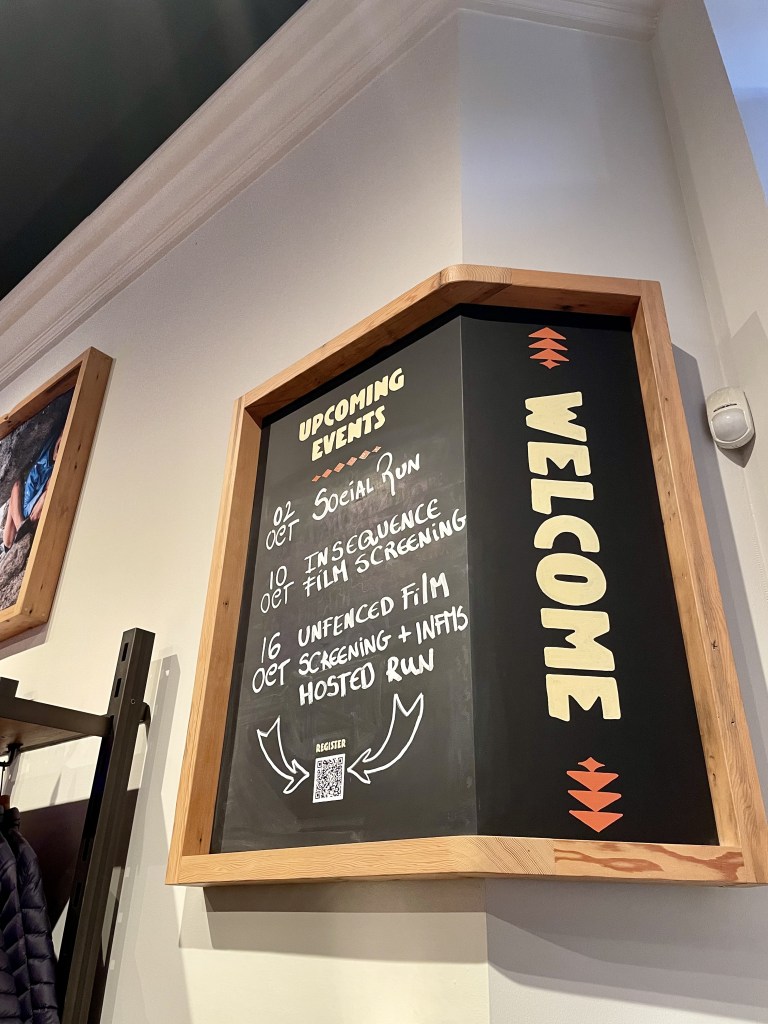 UPCOMING
EVENTS
02
OCT
SOCIAL RUN
10
OCT
INSEQUENCE
FILM SCREENING
16
OCT
UNFENCED FILM
SCREENING + INFMS
HOSTED RUN
REGISTER
WELCOME